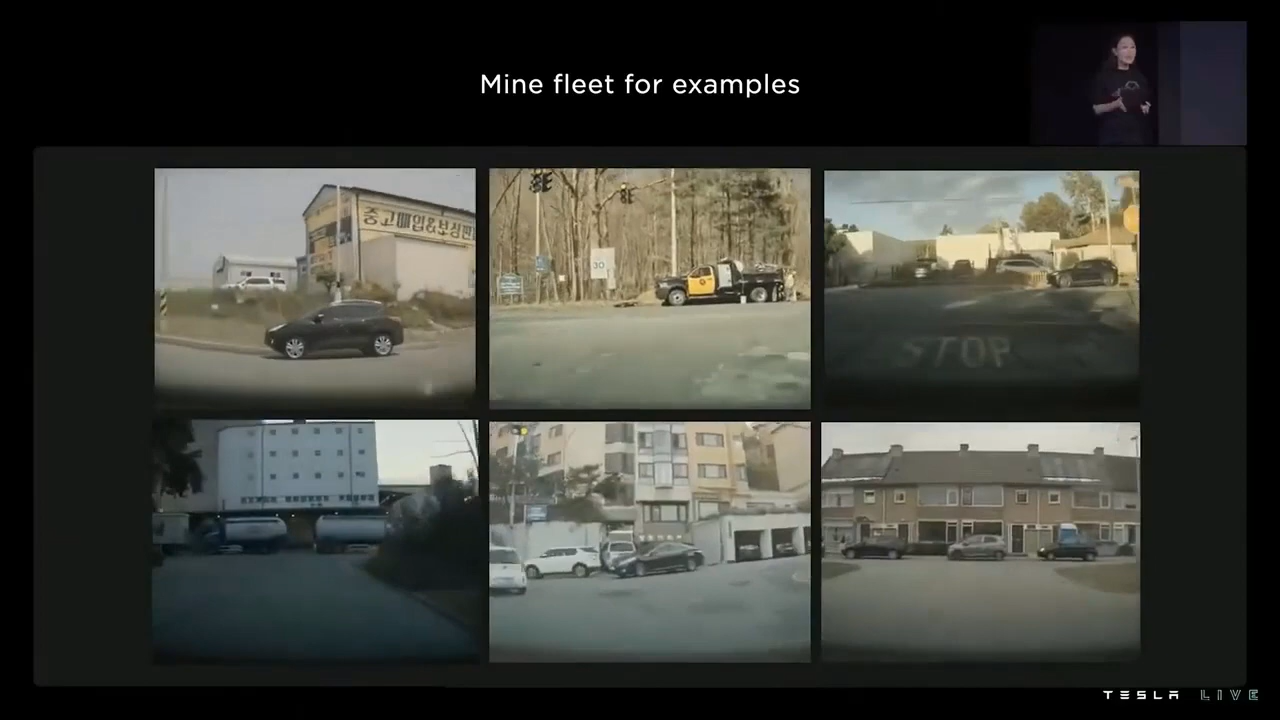 Mine fleet for examples
중고매입&보상판
30
STOP
TESLA LIVE